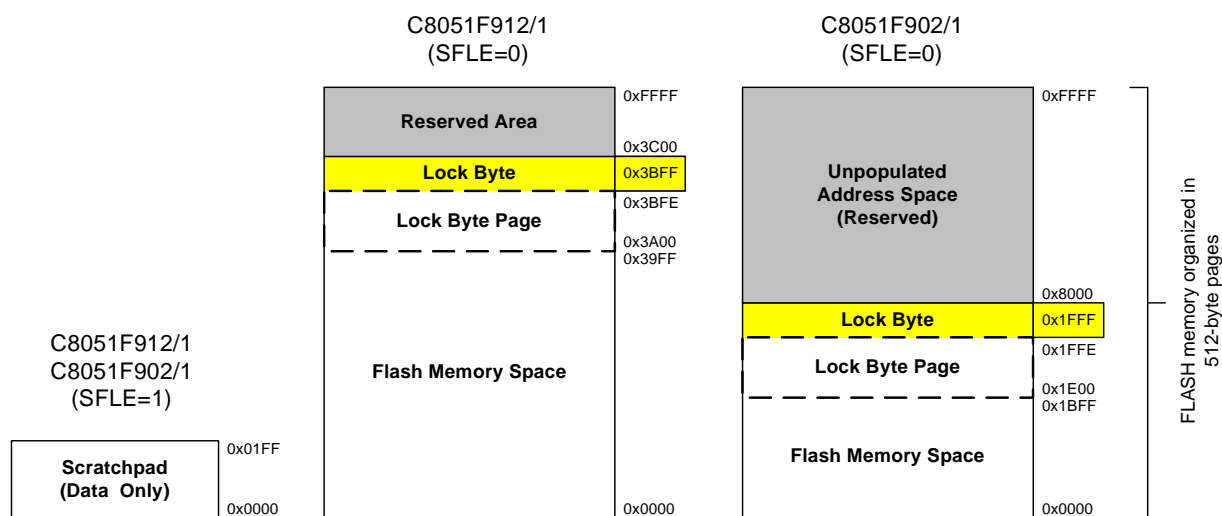 C8051F912/1
(SFLE=0)
0xFFFF
Reserved Area
0x3C00
Lock Byte
0x3BFF
0x3BFE
Lock Byte Page
0x3A00
0x39FF
Flash Memory Space
0x0000
C8051F902/1
(SFLE=0)
0xFFFF
Unpopulated
Address Space
(Reserved)
0x8000
Lock Byte
0x1FFF
0x1FFE
Lock Byte Page
0x1E00
0x1BFF
Flash Memory Space
0x0000
FLASH memory organized in
512-byte pages
C8051F912/1
C8051F902/1
(SFLE=1)
0x01FF
Scratchpad
(Data Only)
0x0000